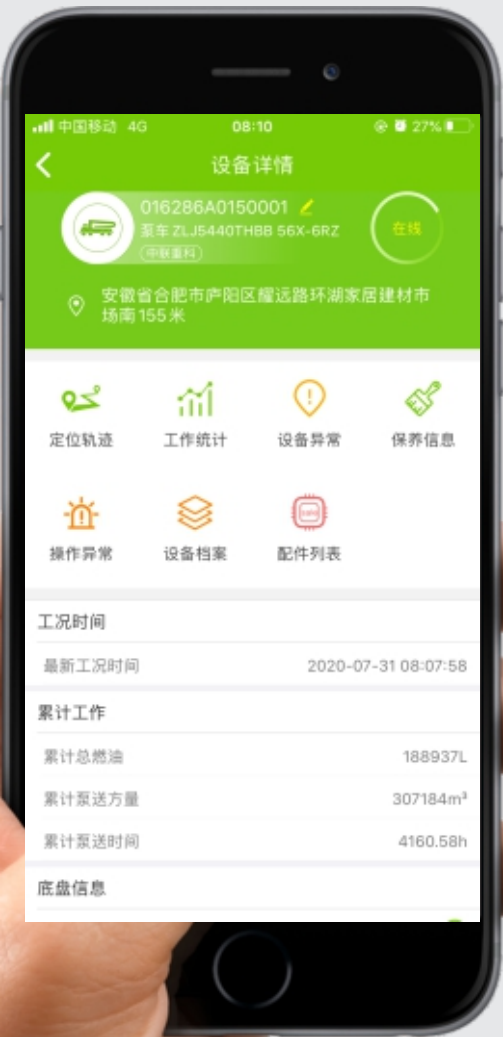 中国移动 4G 08:10 27%
设备详情
016286A0150001
泵车 ZLJ5440THBB 56X-6RZ
在线
中联重科
安徽省合肥市庐阳区耀远路环湖家居建材市
场南155米
定位轨迹 工作统计 设备异常 保养信息
操作异常 设备档案 配件列表
工况时间
最新工况时间 2020-07-31 08:07:58
累计工作
累计总燃油 188937L
累计泵送方量 307184m³
累计泵送时间 4160.58h
底盘信息